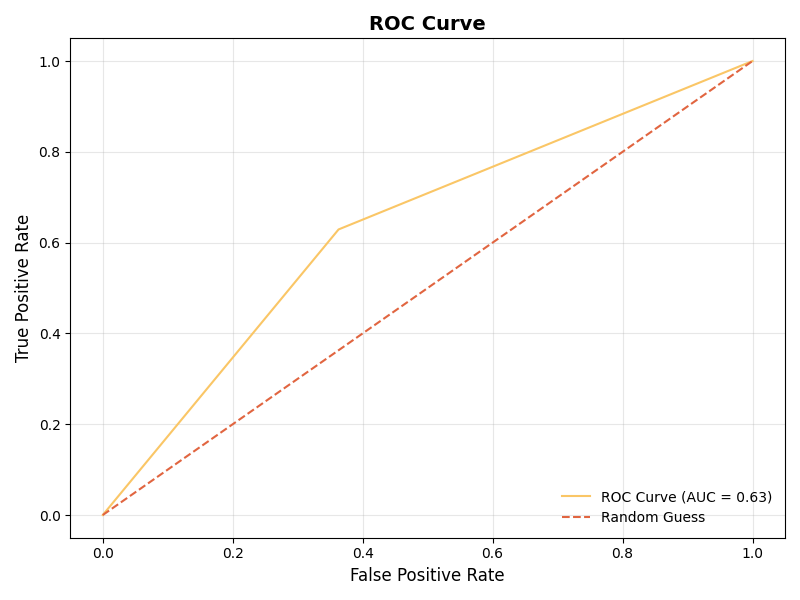 ROC Curve
True Positive Rate
1.0
0.8
0.6
0.4
0.2
0.0
ROC Curve (AUC = 0.63)
Random Guess
0.0 0.2 0.4 0.6 0.8 1.0
False Positive Rate